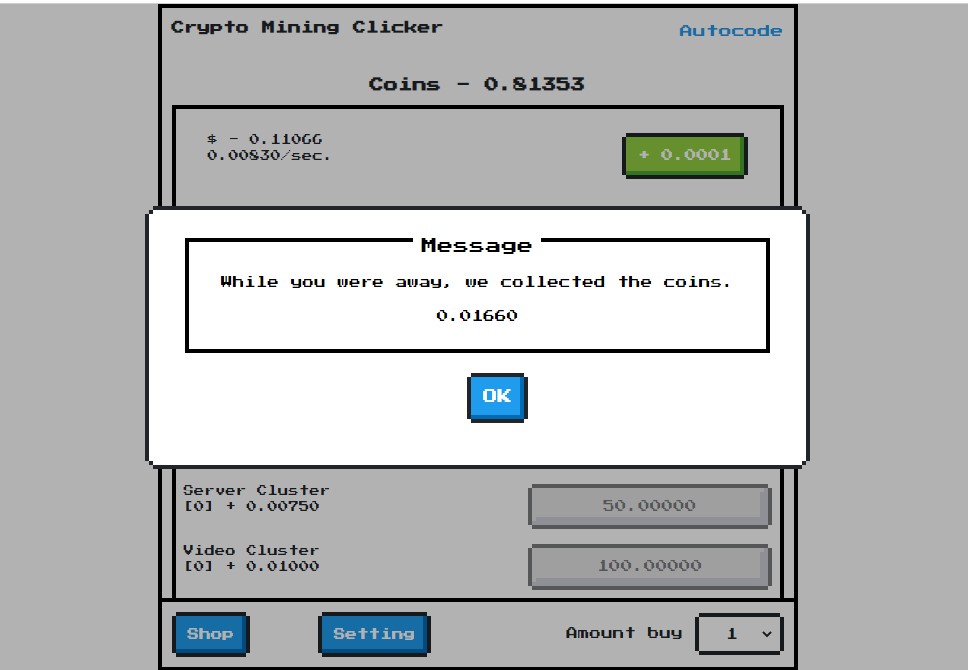 Crypto Mining Clicker
Autocode
Coins - 0.81353
$ - 0.11066
0.00830/sec.
+ 0.0001
Message
While you were away, we collected the coins.
0.01660
OK
Server Cluster
[0] + 0.00750
50.00000
Video Cluster
[0] + 0.01000
100.00000
Shop
Setting
Amount buy
1